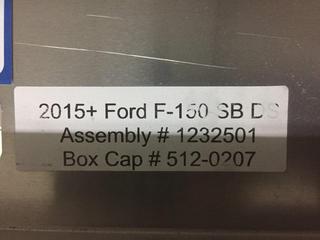 2015+ Ford F-150 SB DS
Assembly # 1232501
Box Cap # 512-0207